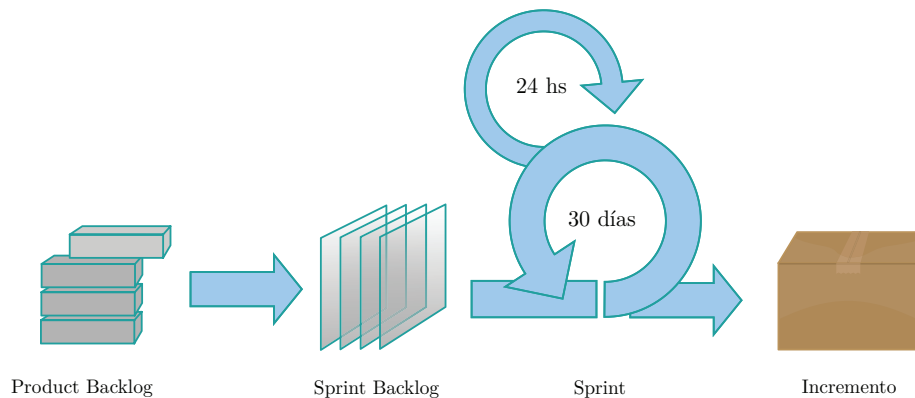 24 hs
30 días
Product Backlog
Sprint Backlog
Sprint
Incremento